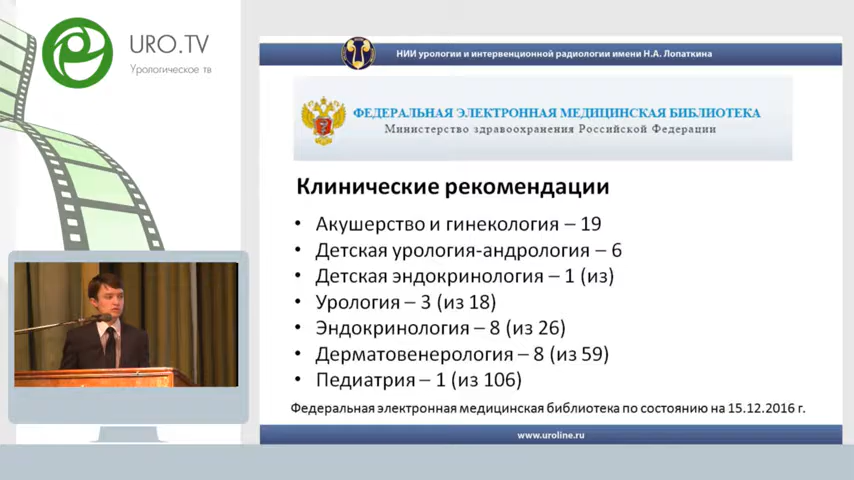 URO.TV
Урологическое тв
НИИ урологии и интервенционной радиологии имени Н.А. Лопаткина
ФЕДЕРАЛЬНАЯ ЭЛЕКТРОННАЯ МЕДИЦИНСКАЯ БИБЛИОТЕКА
Министерство здравоохранения Российской Федерации
Клинические рекомендации
• Акушерство и гинекология – 19
• Детская урология-андрология – 6
• Детская эндокринология – 1 (из)
• Урология – 3 (из 18)
• Эндокринология – 8 (из 26)
• Дерматовенерология – 8 (из 59)
• Педиатрия – 1 (из 106)
Федеральная электронная медицинская библиотека по состоянию на 15.12.2016 г.
www.uroline.ru